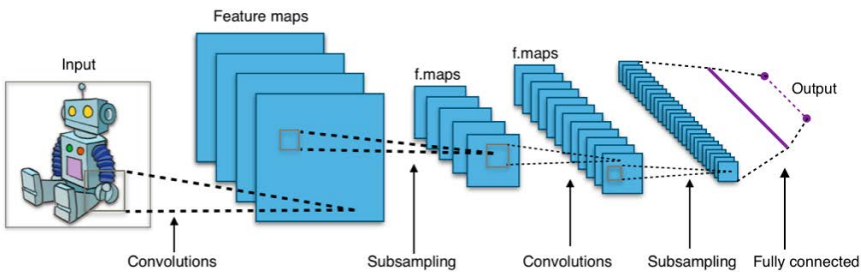 Feature maps
Input
f.maps
f.maps
Output
Convolutions
Subsampling
Convolutions
Subsampling
Fully connected